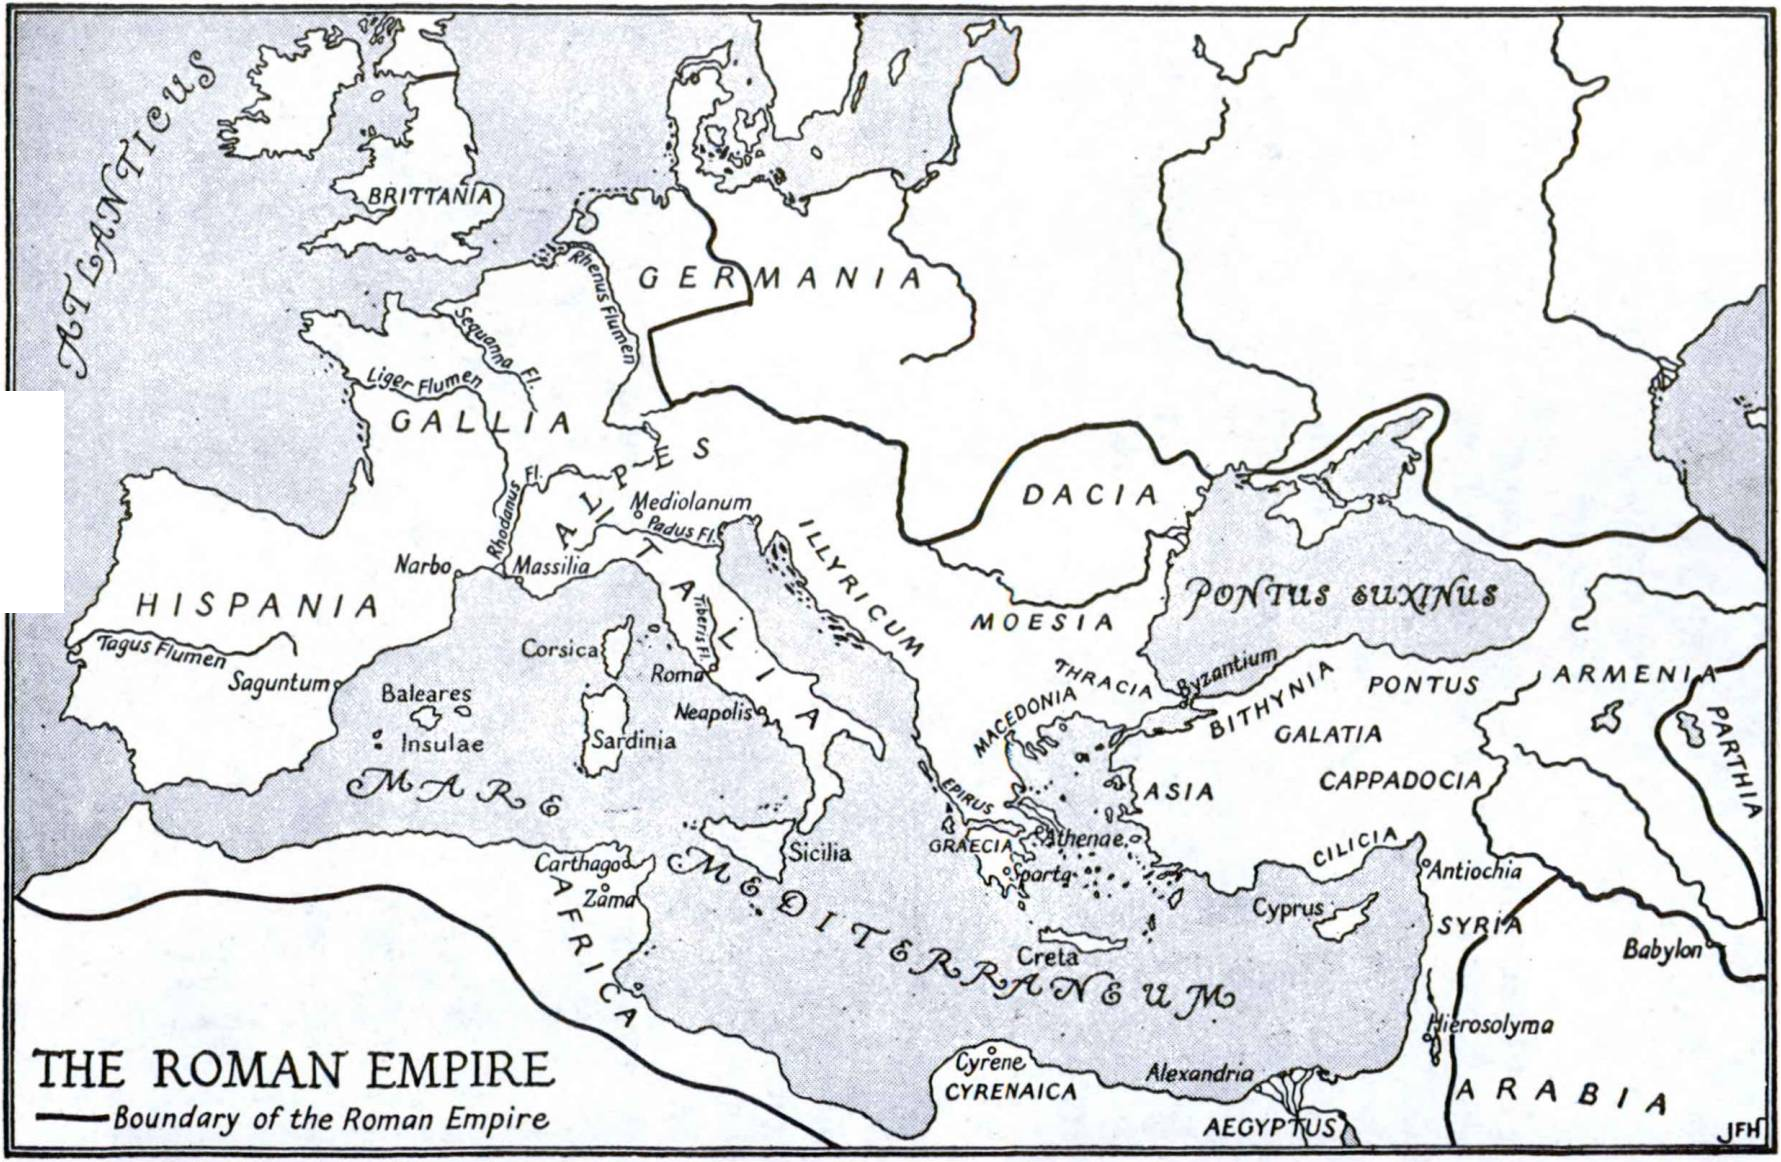 ATLANTICUS
BRITTANIA
GERMANIA
Rhenus Flumen
Sequanna Fl.
Liger Flumen
GALLIA
ALPES
Rhodanus Fl.
Mediolanum
Padus Fl.
DACIA
ILLYRICUM
Narbo
Massilia
ITALIA
HISPANIA
Tagus Flumen
Saguntum
Corsica
Tiberis Fl.
Roma
Baleares
Insulae
Neapolis
Sardinia
MOESIA
PONTUS EUXINUS
THRACIA
Byzantium
MACEDONIA
BITHYNIA
PONTUS
ARMENIA
GALATIA
PARTHIA
CAPPADOCIA
ASIA
EPIRUS
GRAECIA
Athenae
Sparta
CILICIA
Antiochia
MARE
MEDITERRANEUM
Sicilia
Carthago
Zama
AFRICA
Creta
Cyprus
SYRIA
Babylon
Hierosolyma
Cyrene
CYRENAICA
Alexandria
AEGYPTUS
ARABIA
THE ROMAN EMPIRE
Boundary of the Roman Empire
JFH